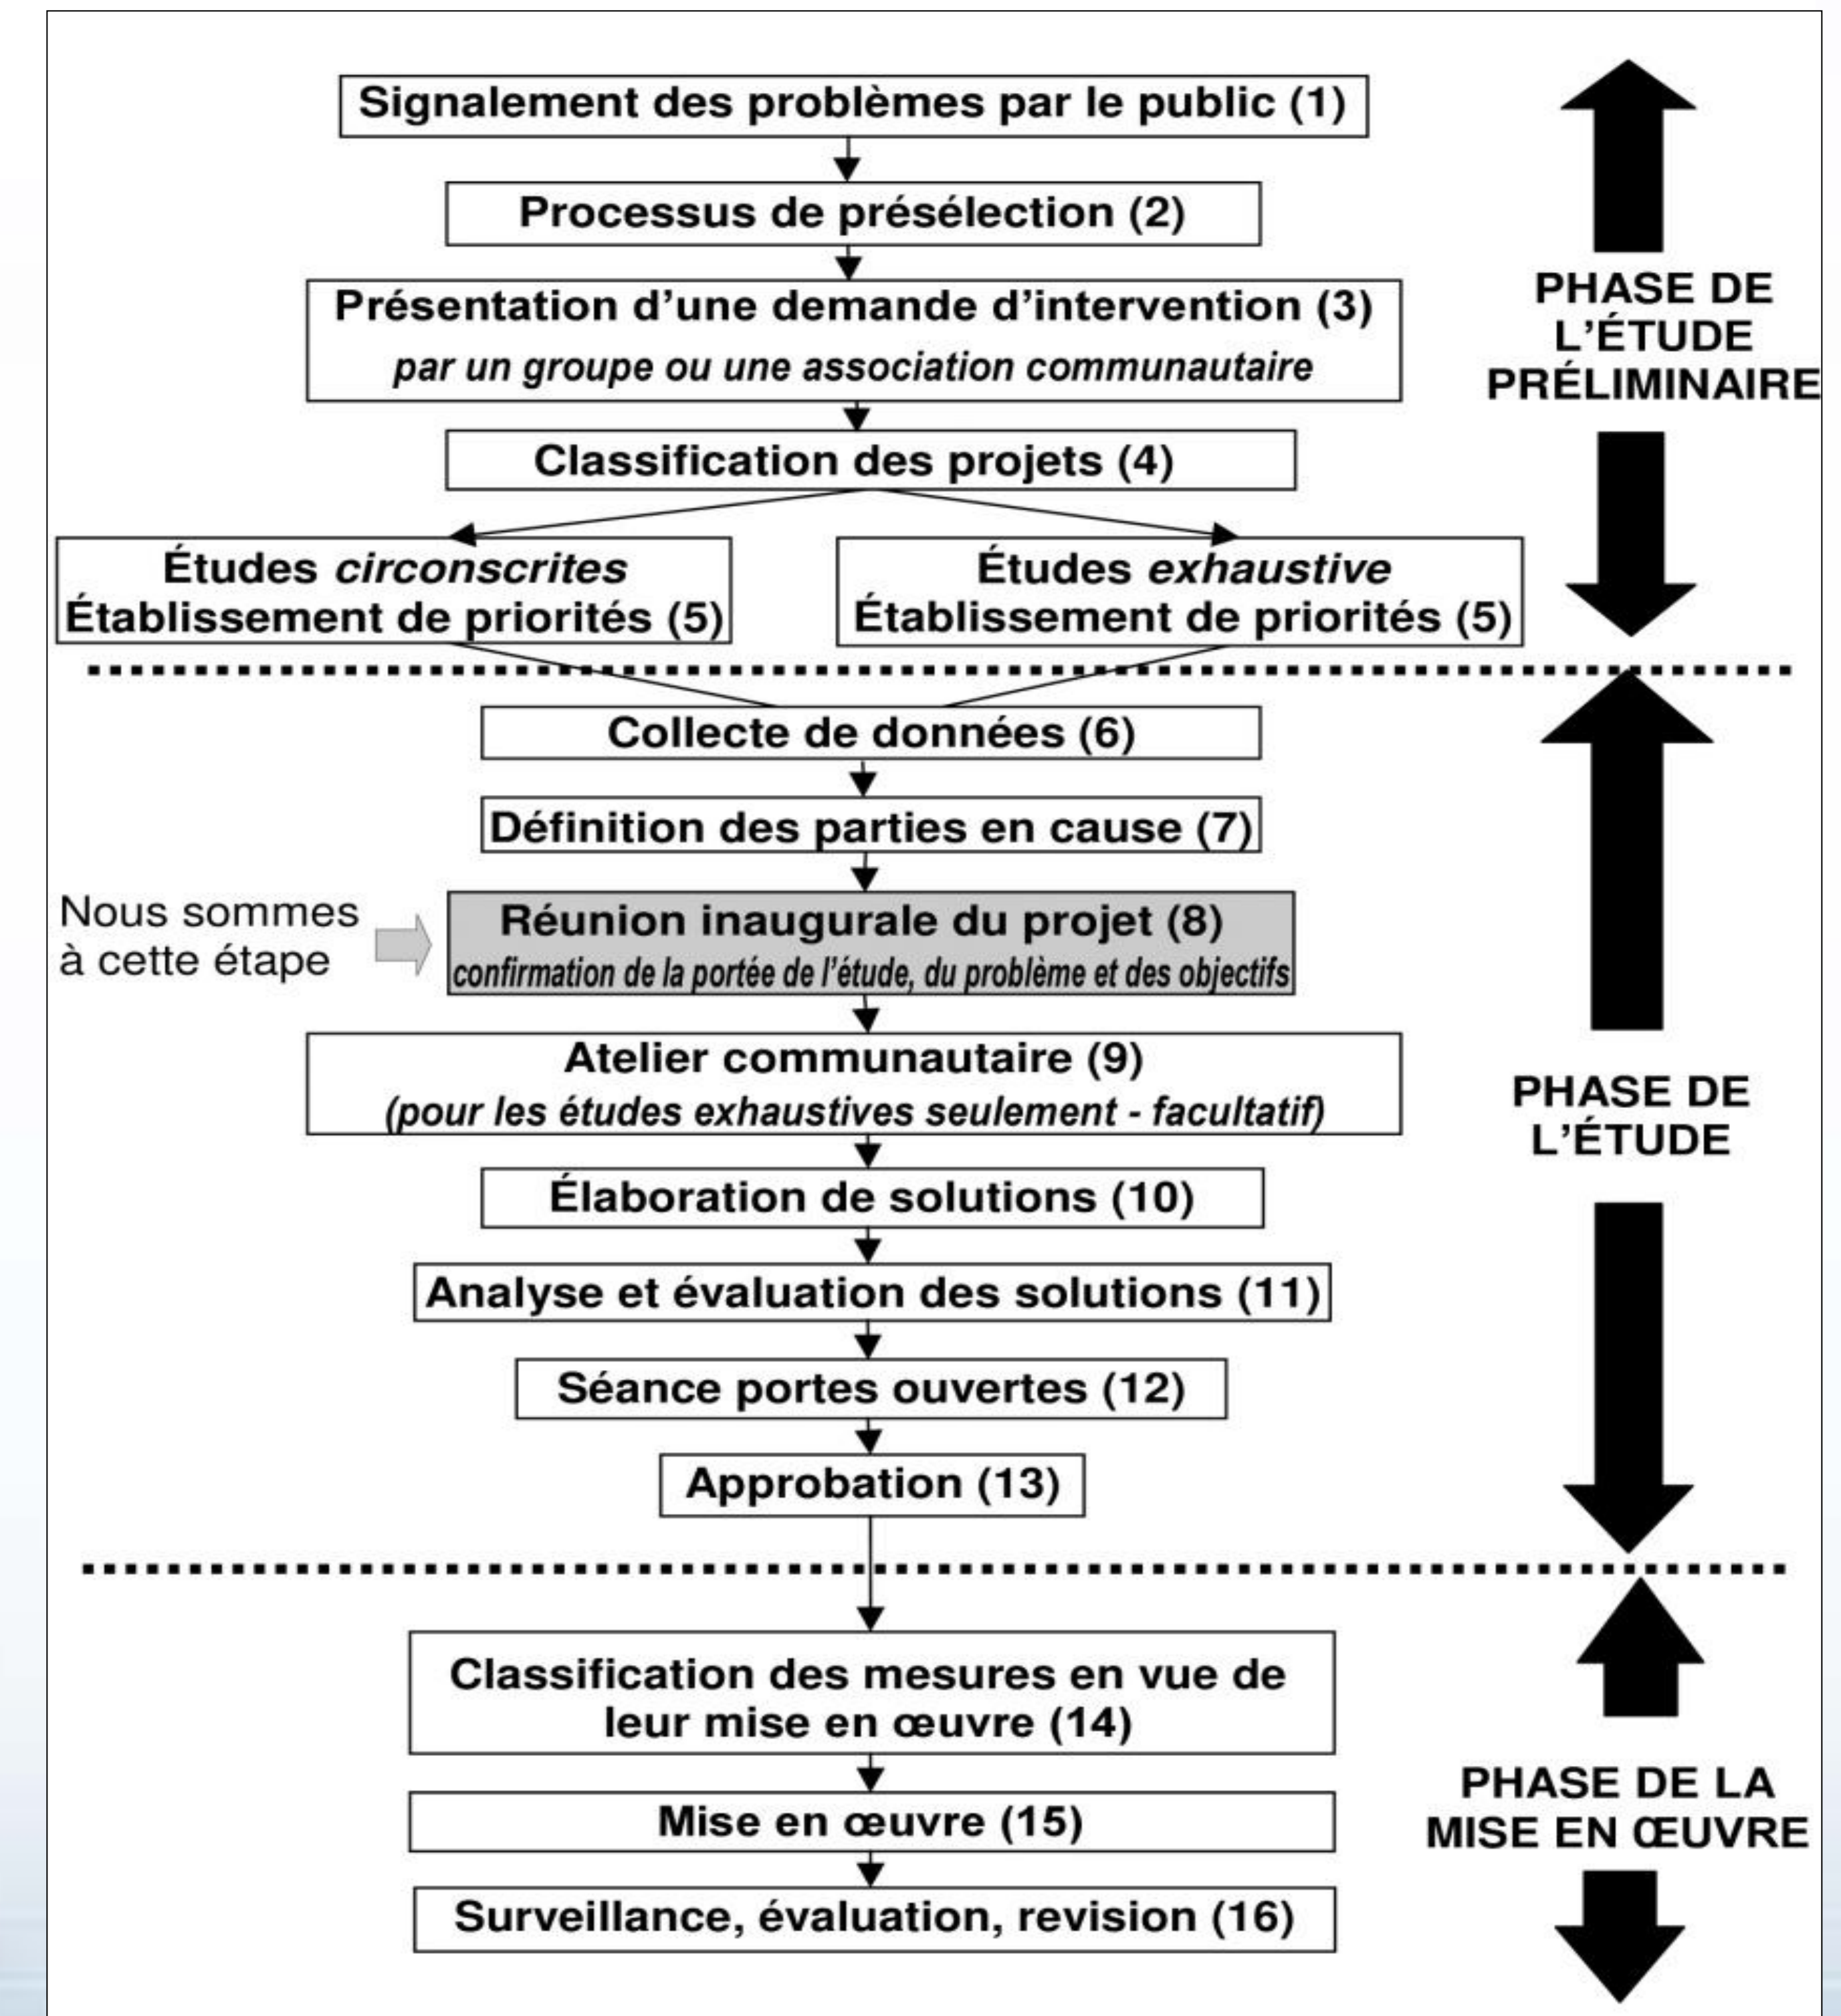 Signalement des problèmes par le public (1)
Processus de présélection (2)
Présentation d’une demande d’intervention (3)
par un groupe ou une association communautaire
PHASE DE
L’ÉTUDE
PRÉLIMINAIRE
Classification des projets (4)
Études circonscrites
Établissement de priorités (5)
Études exhaustive
Établissement de priorités (5)
Collecte de données (6)
Définition des parties en cause (7)
Nous sommes
à cette étape
Réunion inaugurale du projet (8)
confirmation de la portée de l’étude, du problème et des objectifs
Atelier communautaire (9)
(pour les études exhaustives seulement - facultatif)
PHASE DE
L’ÉTUDE
Élaboration de solutions (10)
Analyse et évaluation des solutions (11)
Séance portes ouvertes (12)
Approbation (13)
Classification des mesures en vue de
leur mise en œuvre (14)
Mise en œuvre (15)
PHASE DE LA
MISE EN ŒUVRE
Surveillance, évaluation, revision (16)